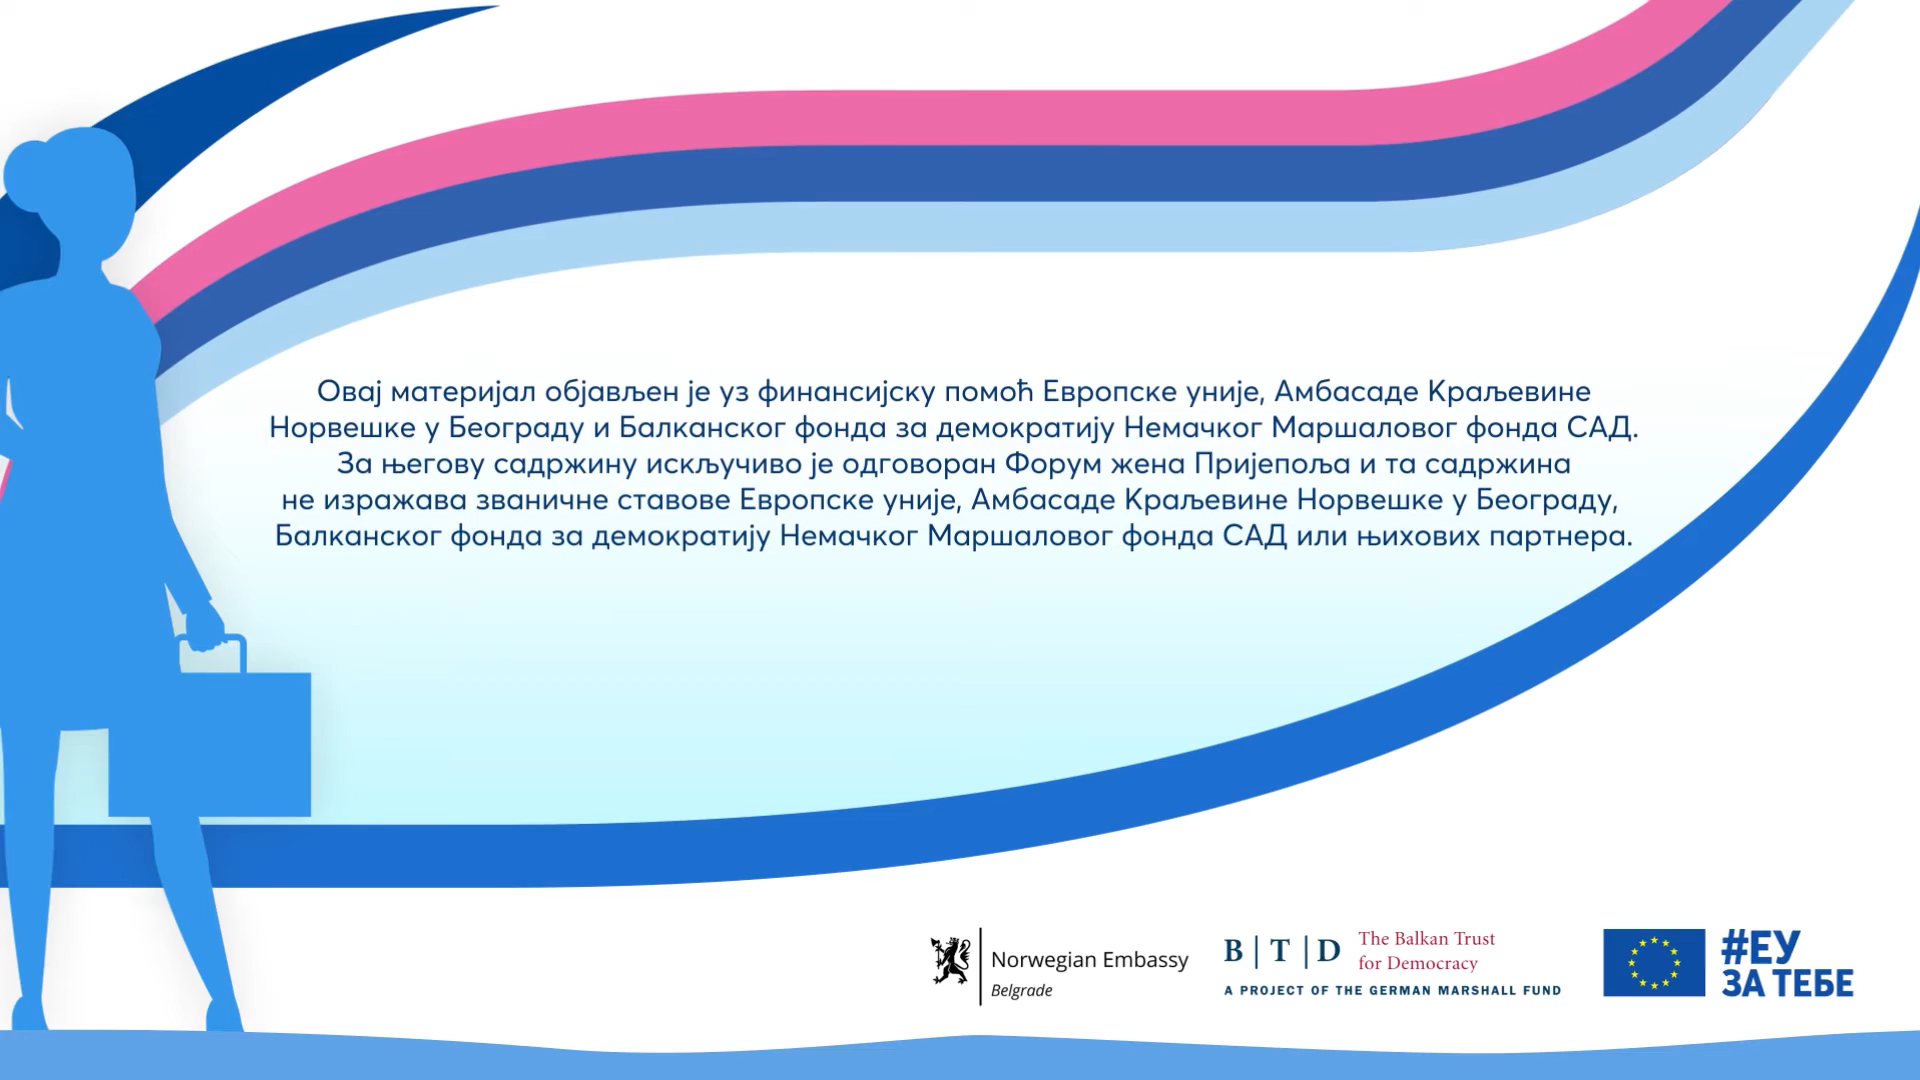 Овај материјал објављен је уз финансијску помоћ Европске уније, Амбасаде Краљевине
Норвешке у Београду и Балканског фонда за демократију Немачког Маршаловог фонда САД.
За његову садржину искључиво је одговоран Форум жена Пријепоља и та садржина
не изражава званичне ставове Европске уније, Амбасаде Краљевине Норвешке у Београду,
Балканског фонда за демократију Немачког Маршаловог фонда САД или њихових партнера.
Norwegian Embassy
Belgrade
B | T | D
The Balkan Trust
for Democracy
A PROJECT OF THE GERMAN MARSHALL FUND
#ЕУ
ЗА ТЕБЕ